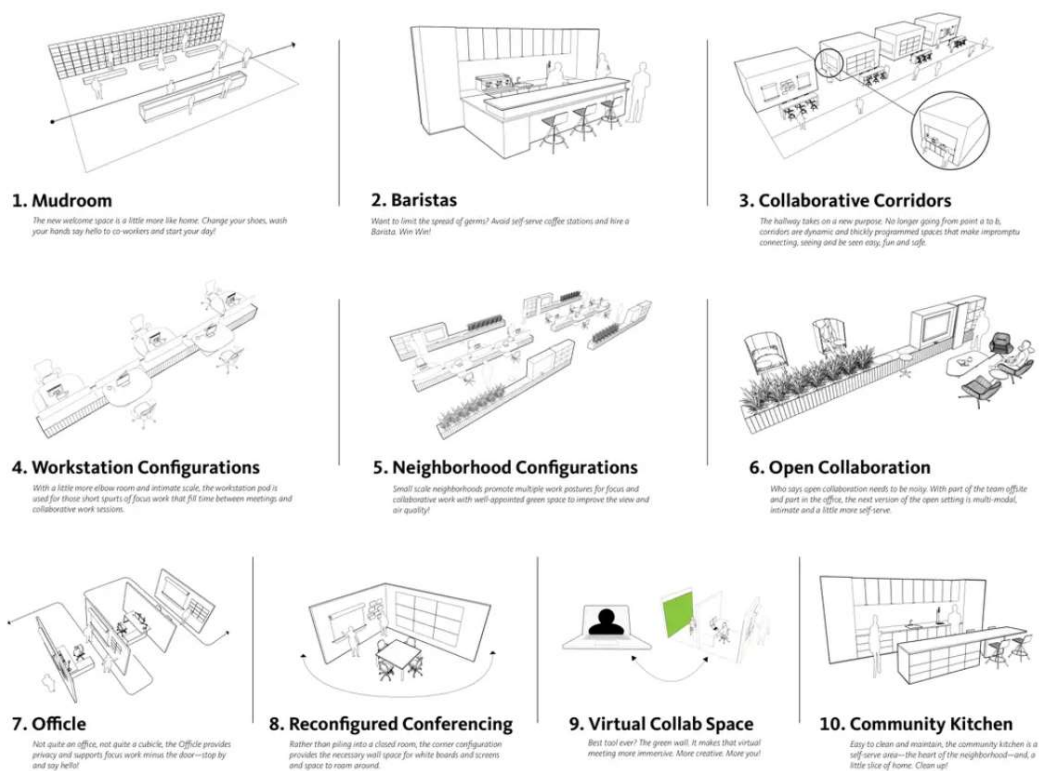 1. Mudroom
The new welcome space is a little more like home. Change your shoes, wash
your hands say hello to co-workers and start your day!
2. Baristas
Want to limit the spread of germs? Avoid self-serve coffee stations and hire a
Barista. Win Win!
3. Collaborative Corridors
The hallway takes on a new purpose. No longer going from point a to b,
corridors are dynamic and thickly programmed spaces that make impromptu
connecting, seeing and be seen easy, fun and safe.
4. Workstation Configurations
With a little more elbow room and intimate scale, the workstation pod is
used for those short spurts of focus work that fill time between meetings and
collaborative work sessions.
5. Neighborhood Configurations
Small scale neighborhoods promote multiple work postures for focus and
collaborative work with well-appointed green space to improve the view and
air quality!
6. Open Collaboration
Who says open collaboration needs to be noisy. With part of the team offsite
and part in the office, the next version of the open setting is multi-modal,
intimate and a little more self-serve.
7. Officle
Not quite an office, not quite a cubicle, the Officle provides
privacy and supports focus work minus the door—stop by
and say hello!
8. Reconfigured Conferencing
Rather than piling into a closed room, the corner configuration
provides the necessary wall space for white boards and screens
and space to roam around.
9. Virtual Collab Space
Best tool ever? The green wall. It makes that virtual
meeting more immersive. More creative. More you!
10. Community Kitchen
Easy to clean and maintain, the community kitchen is a
self-serve area—the heart of the neighborhood—and, a
little slice of home. Clean up!